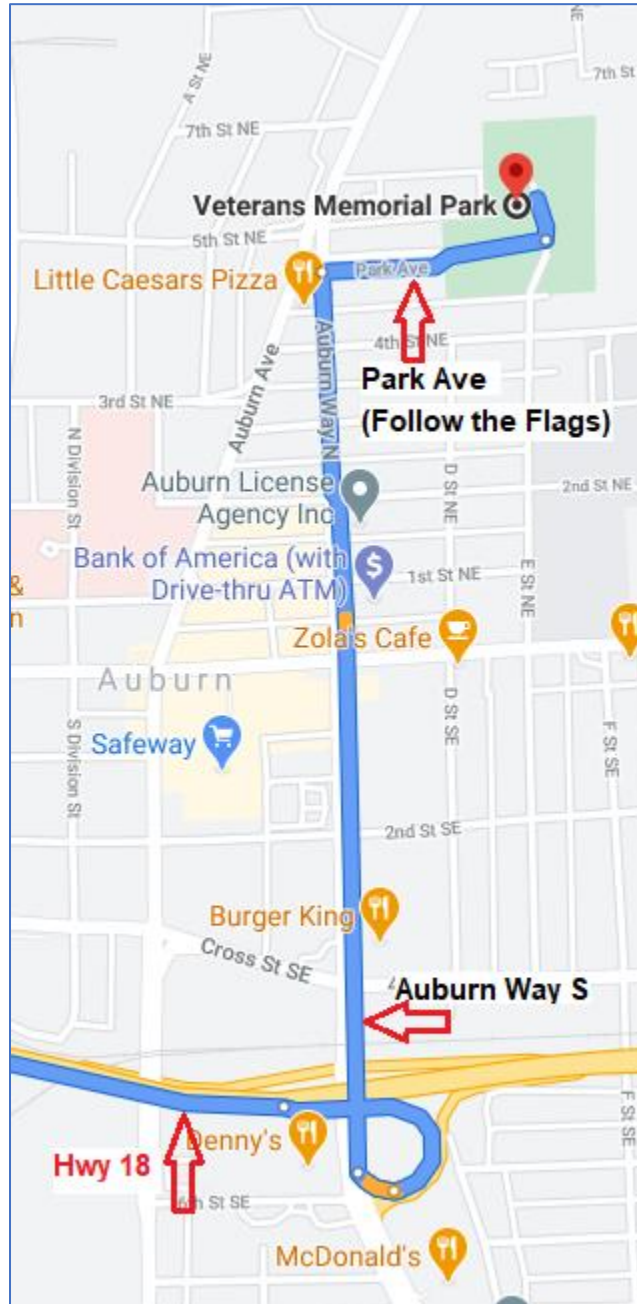 A St NE
7th St
7th St NE
Veterans Memorial Park
5th St NE
Little Caesars Pizza
Park Ave
Auburn Way N
4th St NE
Auburn Ave
Park Ave
(Follow the Flags)
3rd St NE
N Division St
D St NE
Auburn License
Agency Inc
2nd St NE
Bank of America (with
Drive-thru ATM)
1st St NE
E St NE
&
n
Zola's Cafe
Auburn
D St SE
S Division St
Safeway
F St SE
2nd St SE
Burger King
Cross St SE
Auburn Way S
F St SE
Denny's
Hwy 18
6th St SE
McDonald's